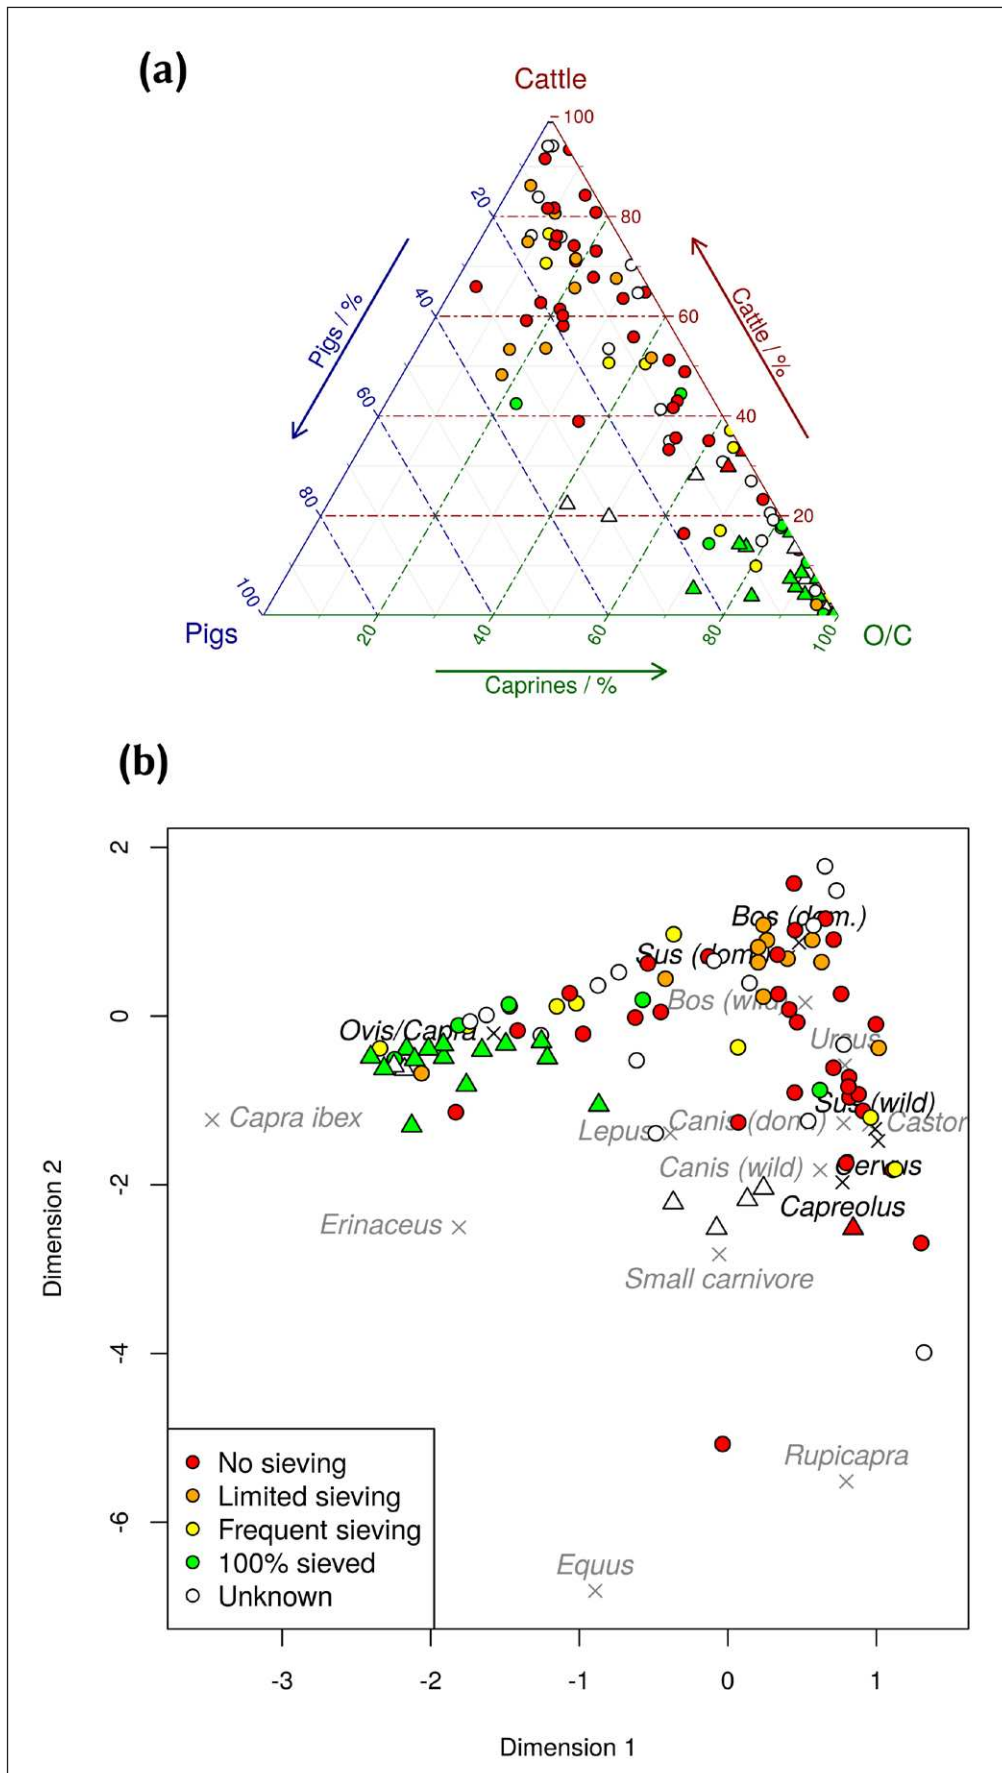 (a)
Cattle
100
20
80
40
60
Pigs / %
Cattle / %
60
40
80
20
100
Pigs
20
40
60
80
100
O/C
Caprines / %
(b)
2
Bos (dom.)
Sus (dom.)
Bos (wild)
0
Ovis/Capra
Ursus
Sus (wild)
Capra ibex
Lepus
Canis (dom.)
Castor
Canis (wild)
Cervus
-2
Capreolus
Erinaceus
Small carnivore
Dimension 2
-4
No sieving
Rupicapra
Limited sieving
-6
Frequent sieving
100% sieved
Equus
Unknown
-3
-2
-1
0
1
Dimension 1